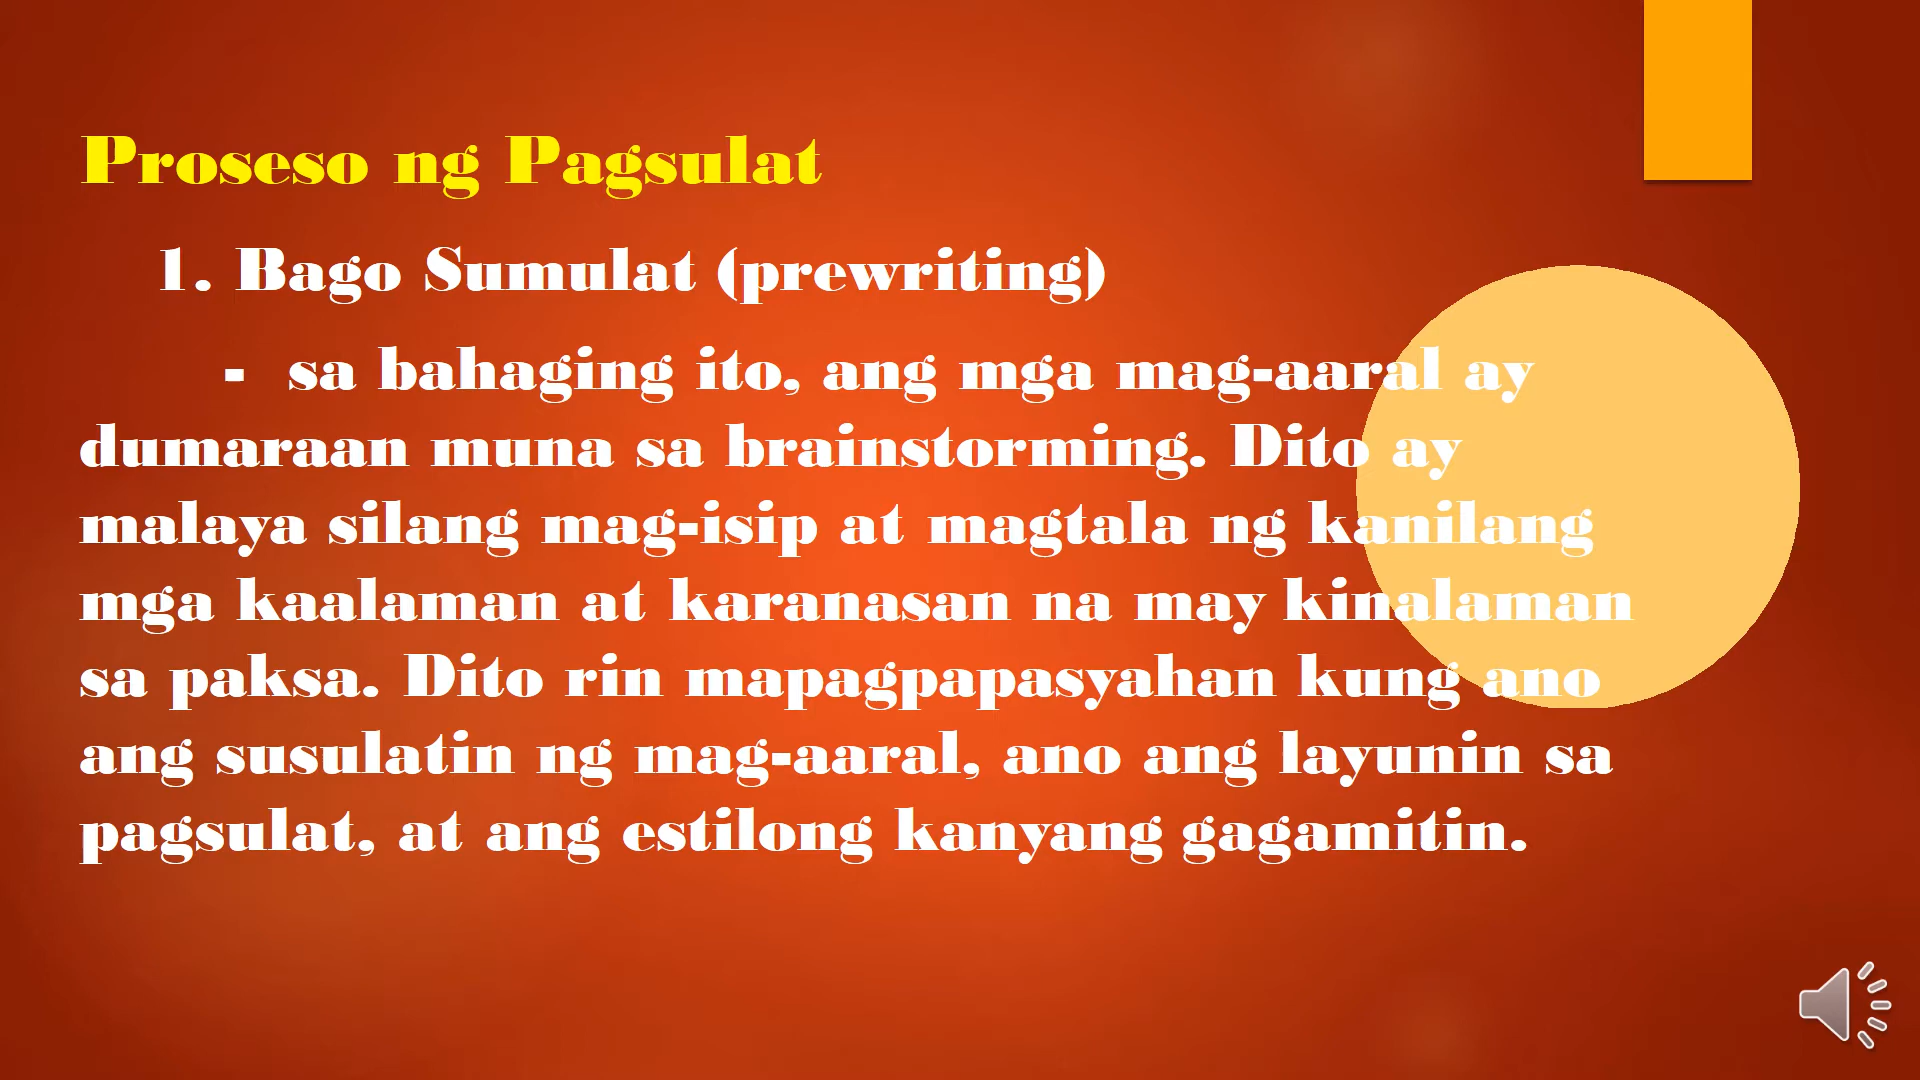 Proseso ng Pagsulat
1. Bago Sumulat (prewriting)
- sa bahaging ito, ang mga mag-aaral ay
dumaraan muna sa brainstorming. Dito ay
malaya silang mag-isip at magtala ng kanilang
mga kaalaman at karanasan na may kinalaman
sa paksa. Dito rin mapagpapasyahan kung ano
ang susulatin ng mag-aaral, ano ang layunin sa
pagsulat, at ang estilong kanyang gagamitin.